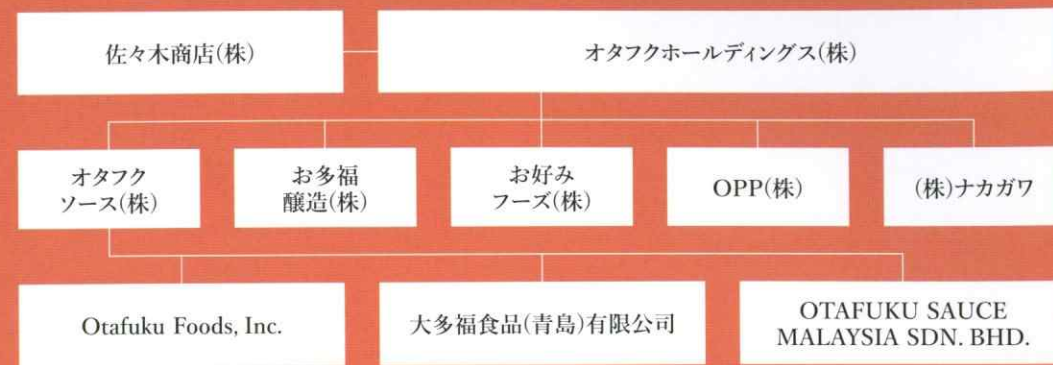 佐々木商店(株)
オタフクホールディングス(株)
オタフク
ソース(株)
お多福
醸造(株)
お好み
フーズ(株)
OPP(株)
(株)ナカガワ
Otafuku Foods, Inc.
大多福食品(青島)有限公司
OTAFUKU SAUCE
MALAYSIA SDN. BHD.